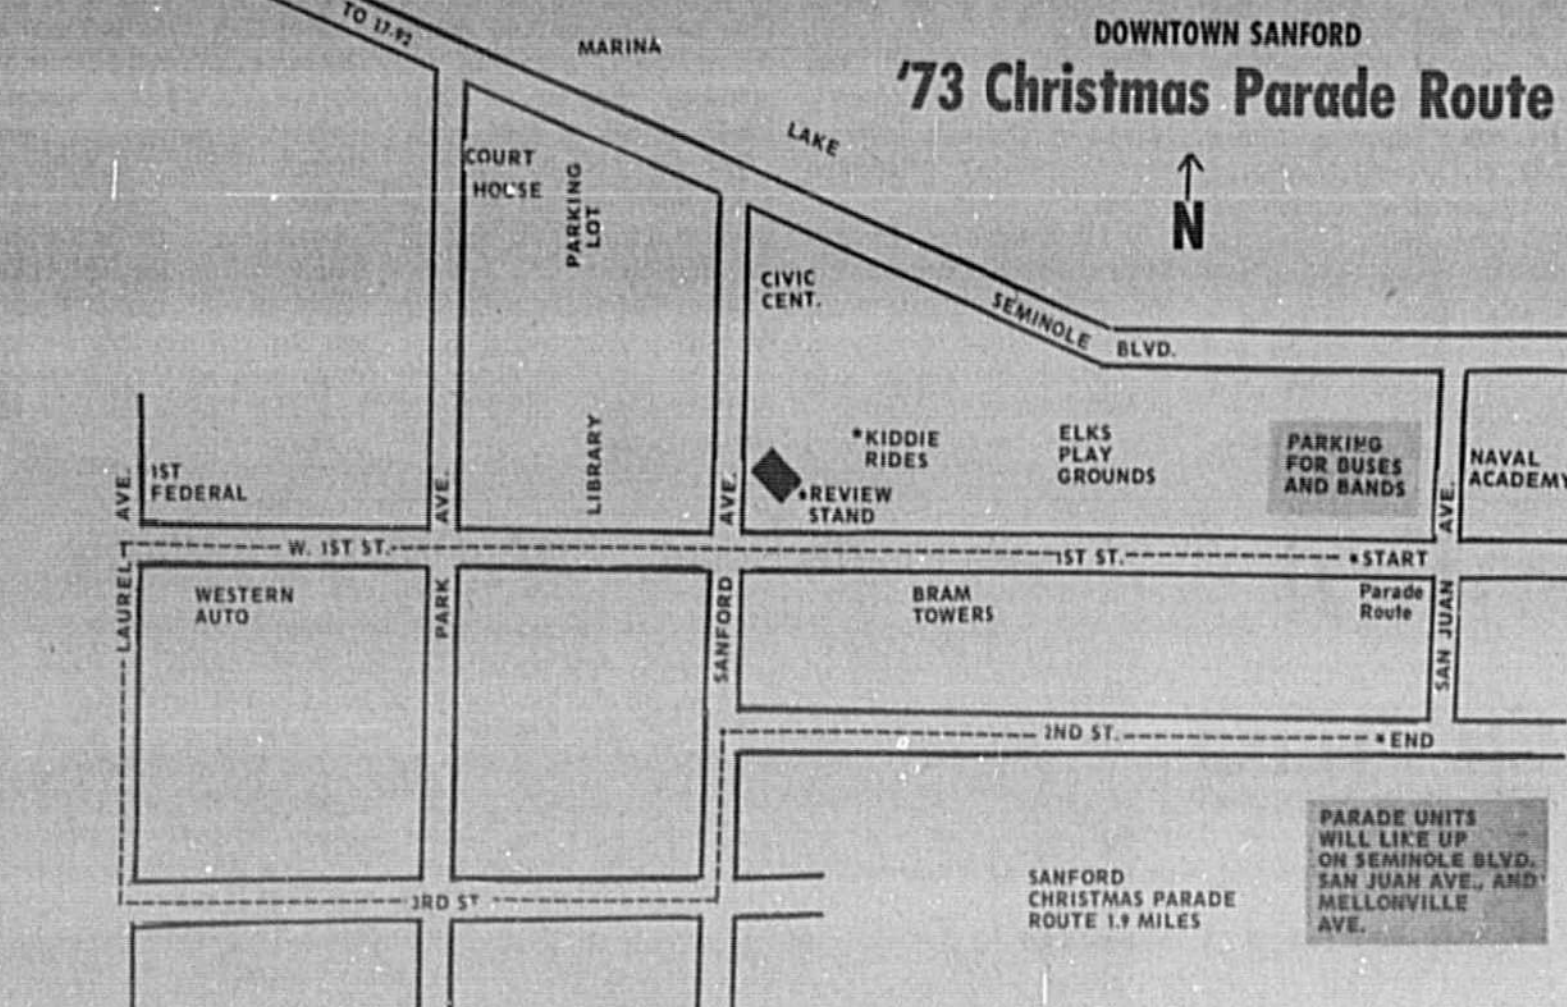 DOWNTOWN SANFORD
'73 Christmas Parade Route
TO 17-92
MARINA
LAKE
N
COURT
HOUSE
PARKING
LOT
CIVIC
CENT.
SEMINOLE
BLVD.
1ST
FEDERAL
AVE.
AVE.
LIBRARY
AVE.
*KIDDIE
RIDES
*REVIEW
STAND
ELKS
PLAY
GROUNDS
PARKING
FOR BUSES
AND BANDS
AVE.
NAVAL
ACADEMY
W. 1ST ST.
1ST ST.
*START
LAUREL
WESTERN
AUTO
PARK
SANFORD
BRAM
TOWERS
Parade
Route
SAN JUAN
2ND ST.
*END
3RD ST
SANFORD
CHRISTMAS PARADE
ROUTE 1.9 MILES
PARADE UNITS
WILL LIKE UP
ON SEMINOLE BLVD.
SAN JUAN AVE., AND
MELLONVILLE
AVE.